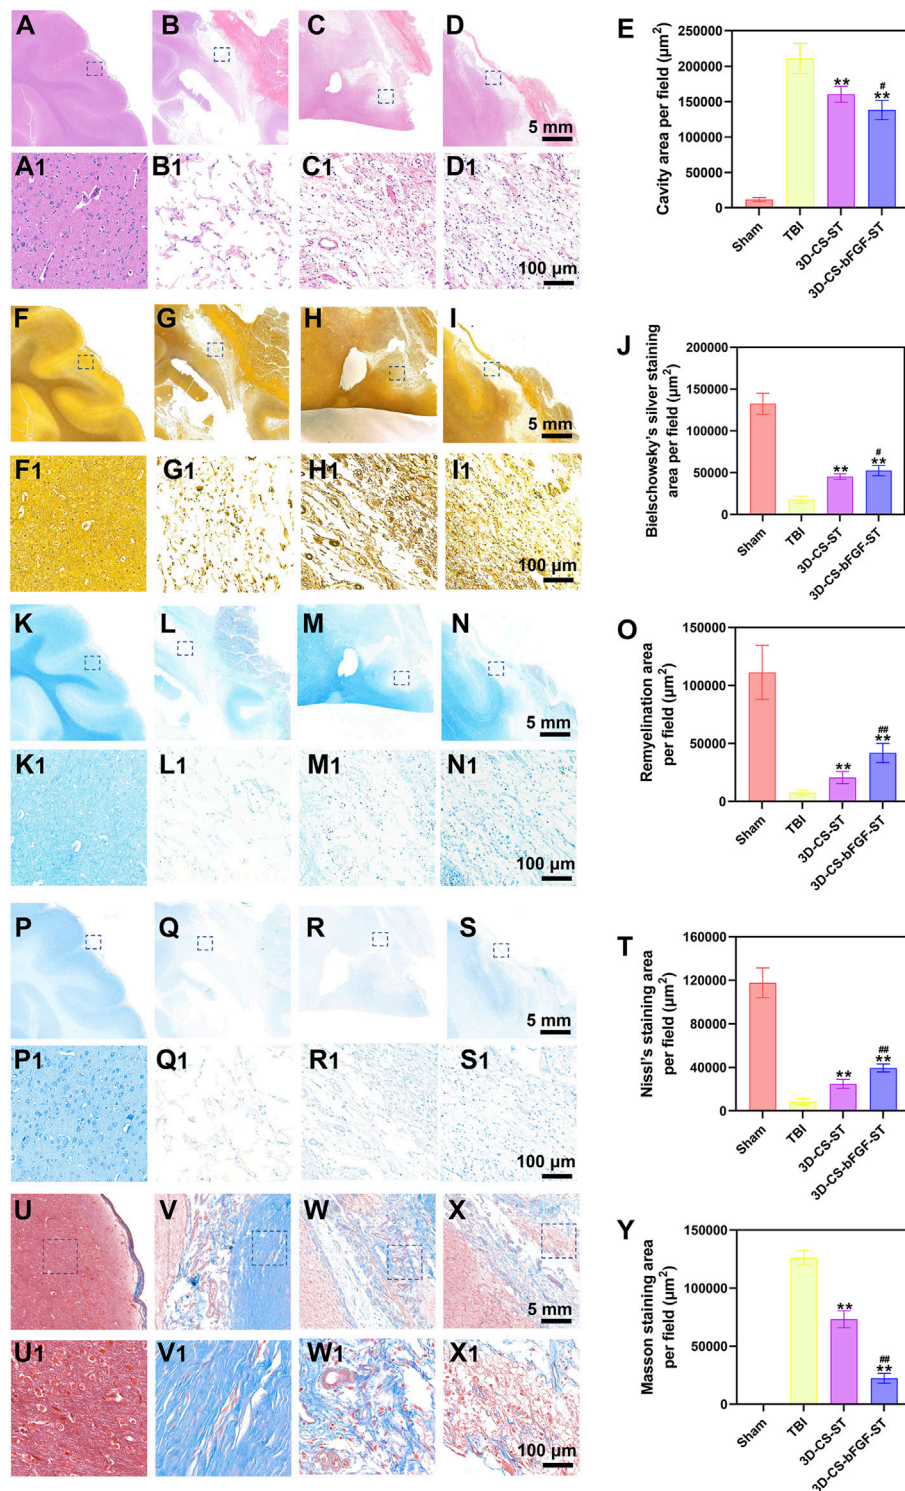 A B C D
5 mm
A1 B1 C1 D1
100 µm
E
Cavity area per field (µm²)
250000
200000
150000
100000
50000
0
**
#
**
Sham TBI 3D-CS-ST 3D-CS-bFGF-ST
F G H I
5 mm
F1 G1 H1 I1
100 µm
J
Bielschowsky's silver staining
area per field (µm²)
200000
150000
100000
50000
0
**
#
**
Sham TBI 3D-CS-ST 3D-CS-bFGF-ST
K L M N
5 mm
K1 L1 M1 N1
100 µm
O
Remyelination area
per field (µm²)
150000
100000
50000
0
**
##
**
Sham TBI 3D-CS-ST 3D-CS-bFGF-ST
P Q R S
5 mm
P1 Q1 R1 S1
100 µm
T
Nissl's staining area
per field (µm²)
160000
120000
80000
40000
0
**
##
**
Sham TBI 3D-CS-ST 3D-CS-bFGF-ST
U V W X
5 mm
U1 V1 W1 X1
100 µm
Y
Masson staining area
per field (µm²)
150000
100000
50000
0
**
##
**
Sham TBI 3D-CS-ST 3D-CS-bFGF-ST